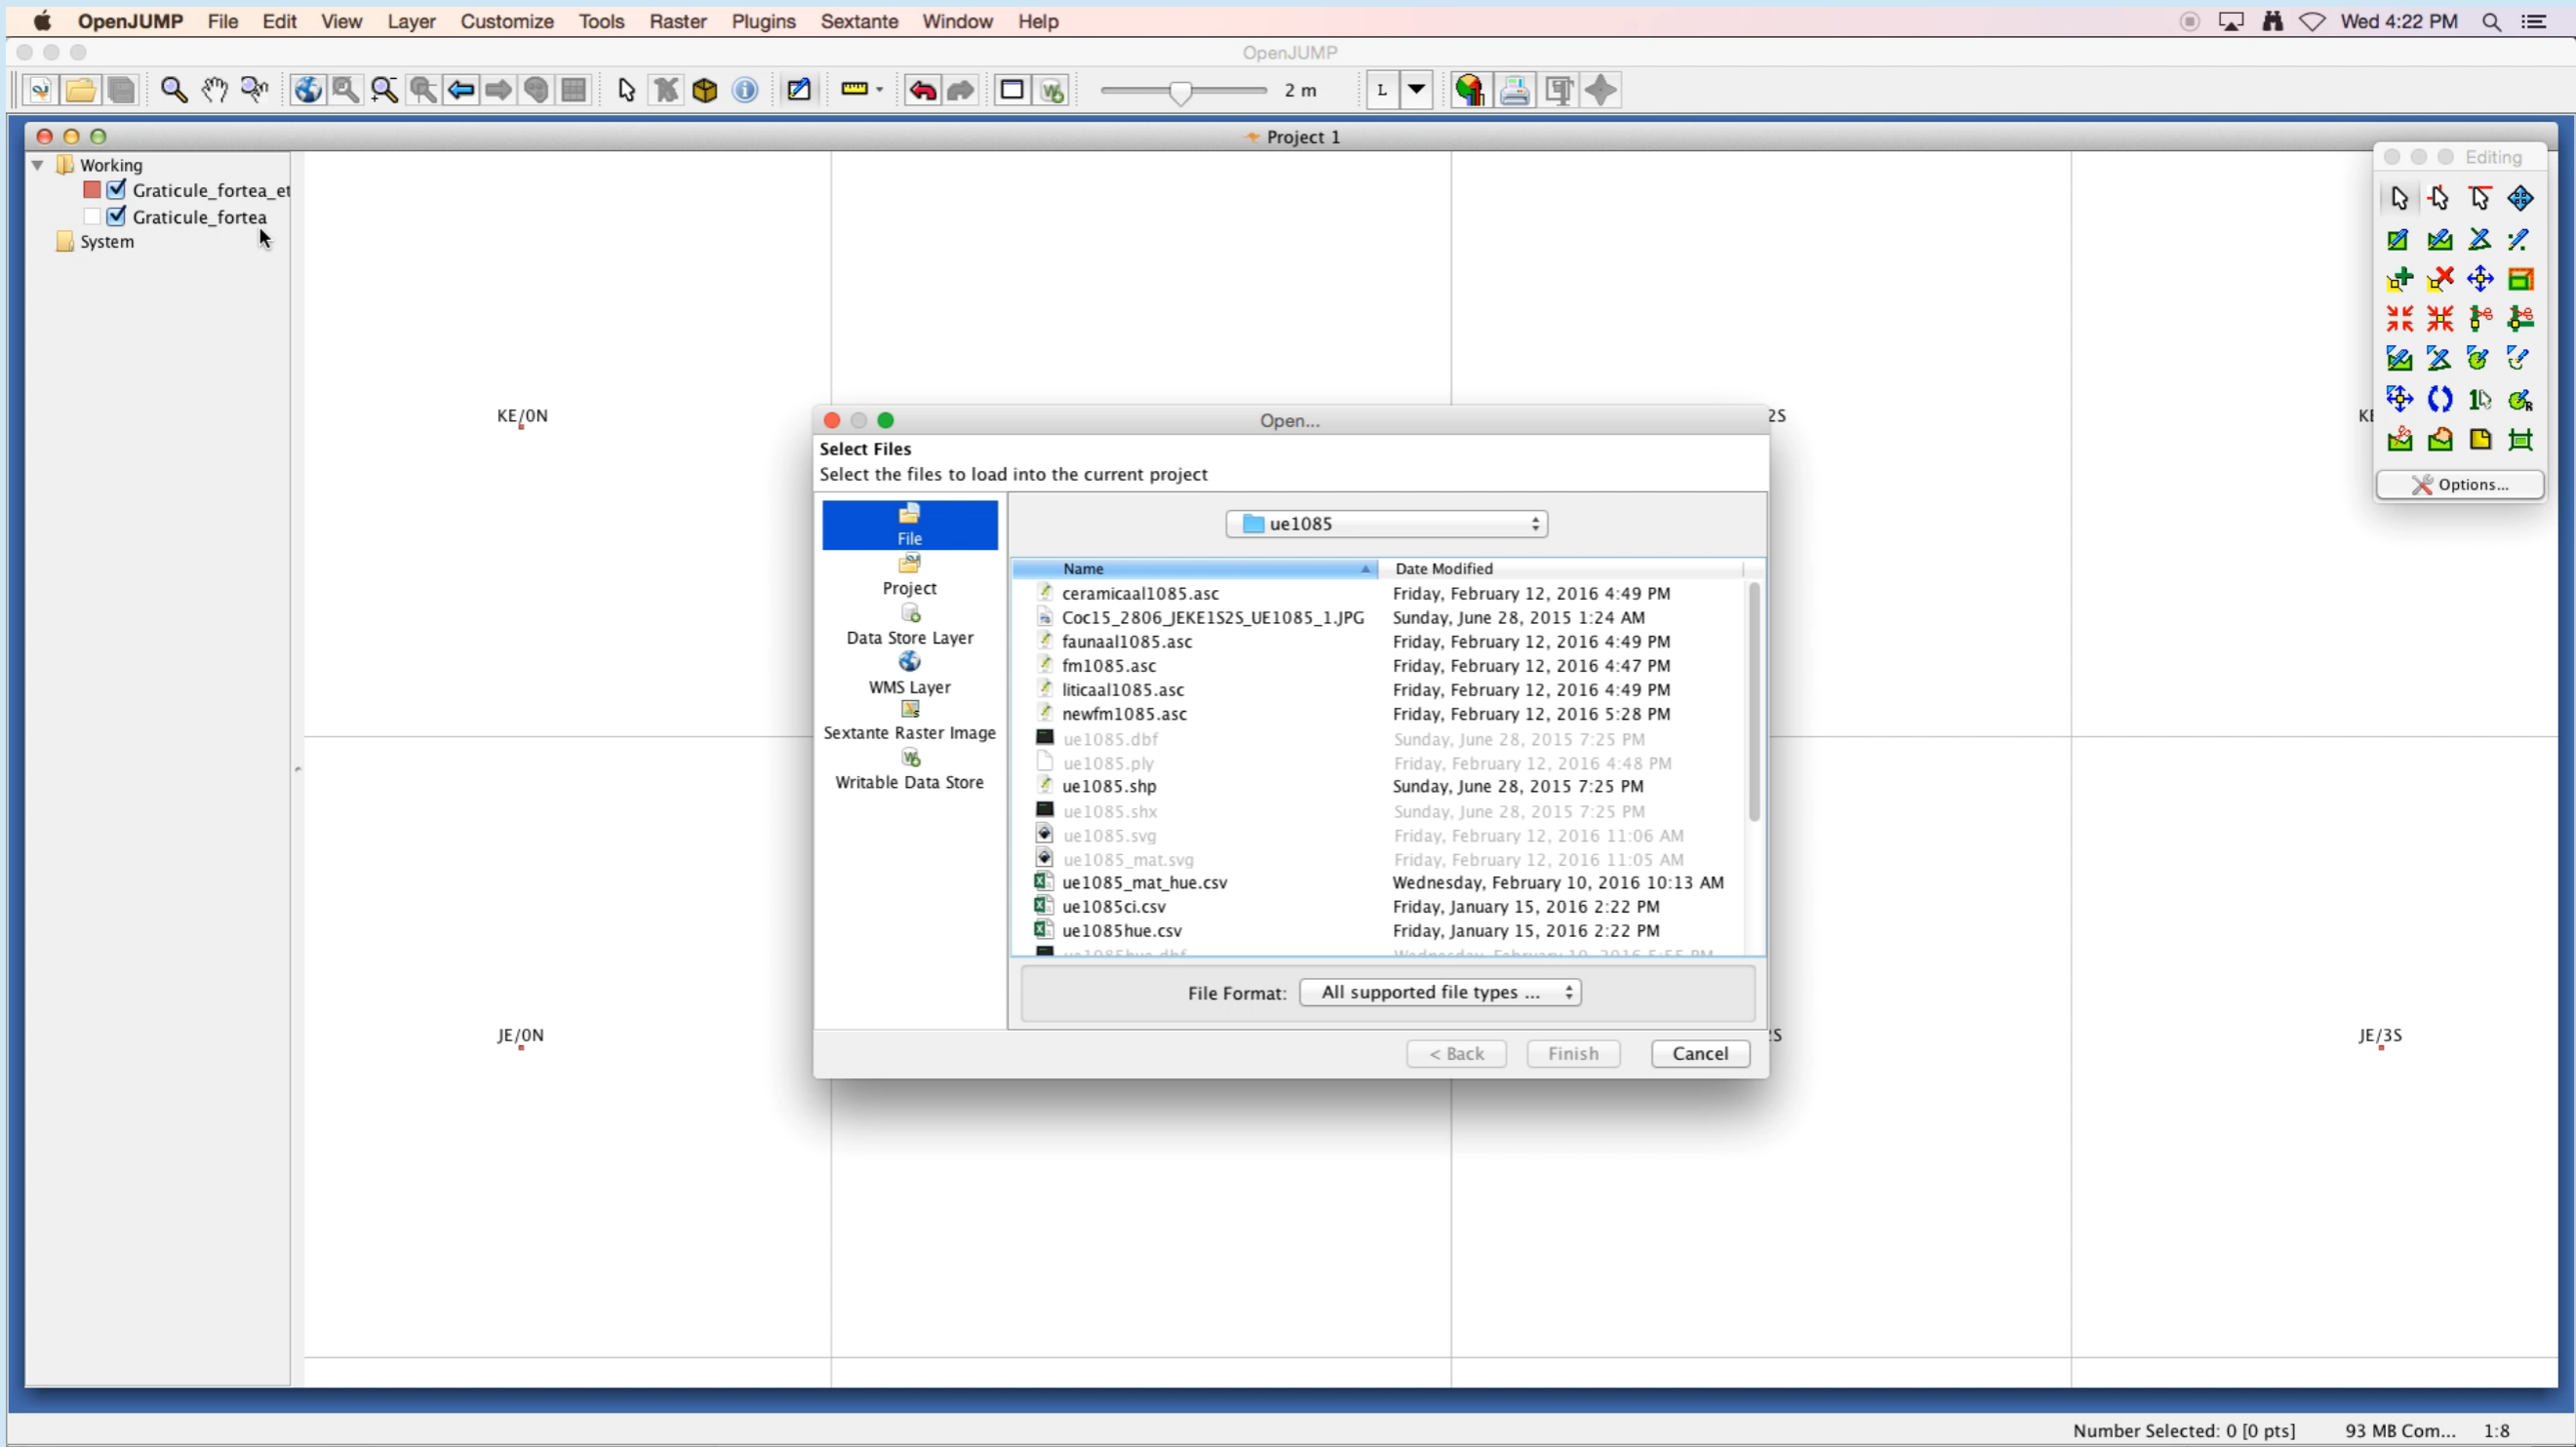 OpenJUMP File Edit View Layer Customize Tools Raster Plugins Sextante Window Help Wed 4:22 PM
OpenJUMP
2 m L
Project 1
Editing
Working
Graticule_fortea_et
Graticule_fortea
System
Options...
KE/0N
2S
KE
Open...
Select Files
Select the files to load into the current project
File
Project
Data Store Layer
WMS Layer
Sextante Raster Image
Writable Data Store
ue1085
Name Date Modified
ceramicaal1085.asc Friday, February 12, 2016 4:49 PM
Coc15_2806_JEKE1S2S_UE1085_1.JPG Sunday, June 28, 2015 1:24 AM
faunaal1085.asc Friday, February 12, 2016 4:49 PM
fm1085.asc Friday, February 12, 2016 4:47 PM
liticaal1085.asc Friday, February 12, 2016 4:49 PM
newfm1085.asc Friday, February 12, 2016 5:28 PM
ue1085.dbf Sunday, June 28, 2015 7:25 PM
ue1085.ply Friday, February 12, 2016 4:48 PM
ue1085.shp Sunday, June 28, 2015 7:25 PM
ue1085.shx Sunday, June 28, 2015 7:25 PM
ue1085.svg Friday, February 12, 2016 11:06 AM
ue1085_mat.svg Friday, February 12, 2016 11:05 AM
ue1085_mat_hue.csv Wednesday, February 10, 2016 10:13 AM
ue1085ci.csv Friday, January 15, 2016 2:22 PM
ue1085hue.csv Friday, January 15, 2016 2:22 PM
ue1085hue.dbf Wednesday, February 10, 2016 5:55 PM
File Format: All supported file types ...
< Back Finish Cancel
JE/0N
S
JE/3S
Number Selected: 0 [0 pts] 93 MB Com... 1:8